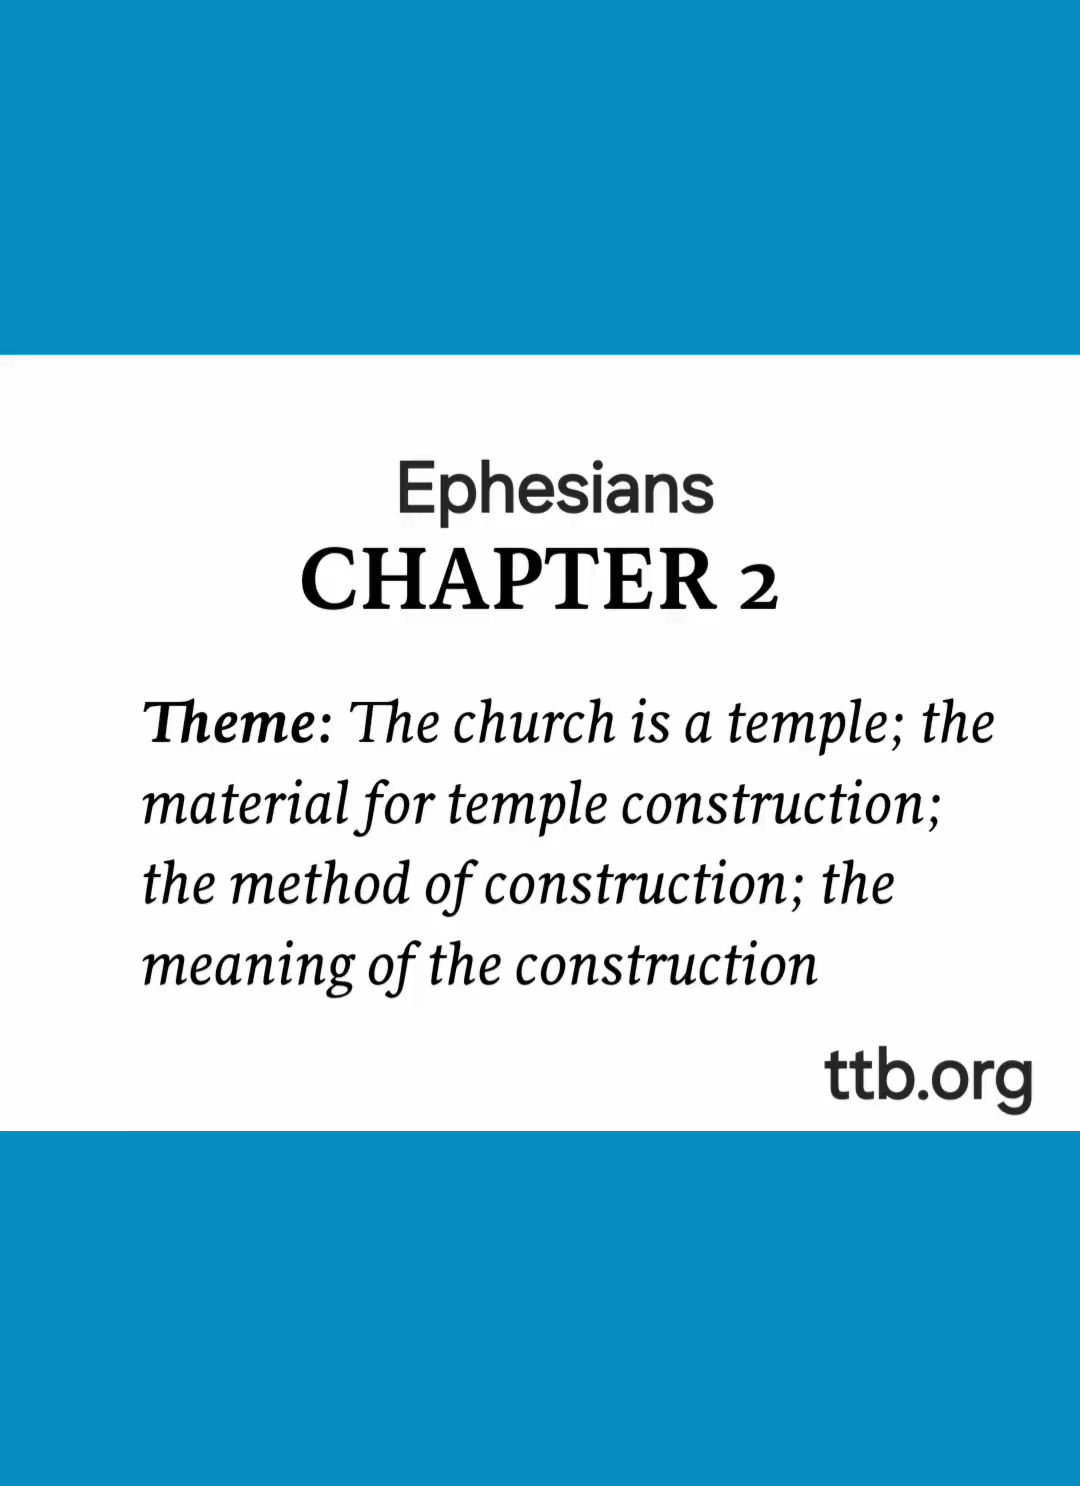 Ephesians
CHAPTER 2
Theme: The church is a temple; the
material for temple construction;
the method of construction; the
meaning of the construction
ttb.org